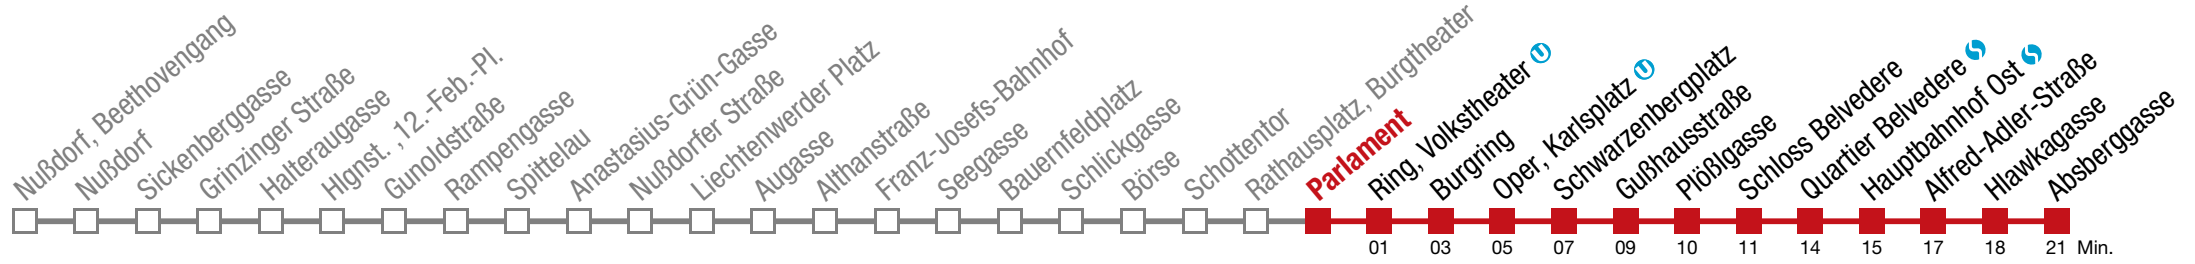 Nußdorf, Beethovengang
Nußdorf
Sickenberggasse
Grinzinger Straße
Halteraugasse
Hlgnst. ,12.-Feb.-Pl.
Gunoldstraße
Rampengasse
Spittelau
Anastasius-Grün-Gasse
Nußdorfer Straße
Liechtenwerder Platz
Augasse
Althanstraße
Franz-Josefs-Bahnhof
Seegasse
Bauernfeldplatz
Schlickgasse
Börse
Schottentor
Rathausplatz, Burgtheater
Parlament
Ring, Volkstheater U
Burgring
Oper, Karlsplatz U
Schwarzenbergplatz
Gußhausstraße
Plößlgasse
Schloss Belvedere
Quartier Belvedere S
Hauptbahnhof Ost S
Alfred-Adler-Straße
Hlawkagasse
Absberggasse
01 03 05 07 09 10 11 14 15 17 18 21 Min.